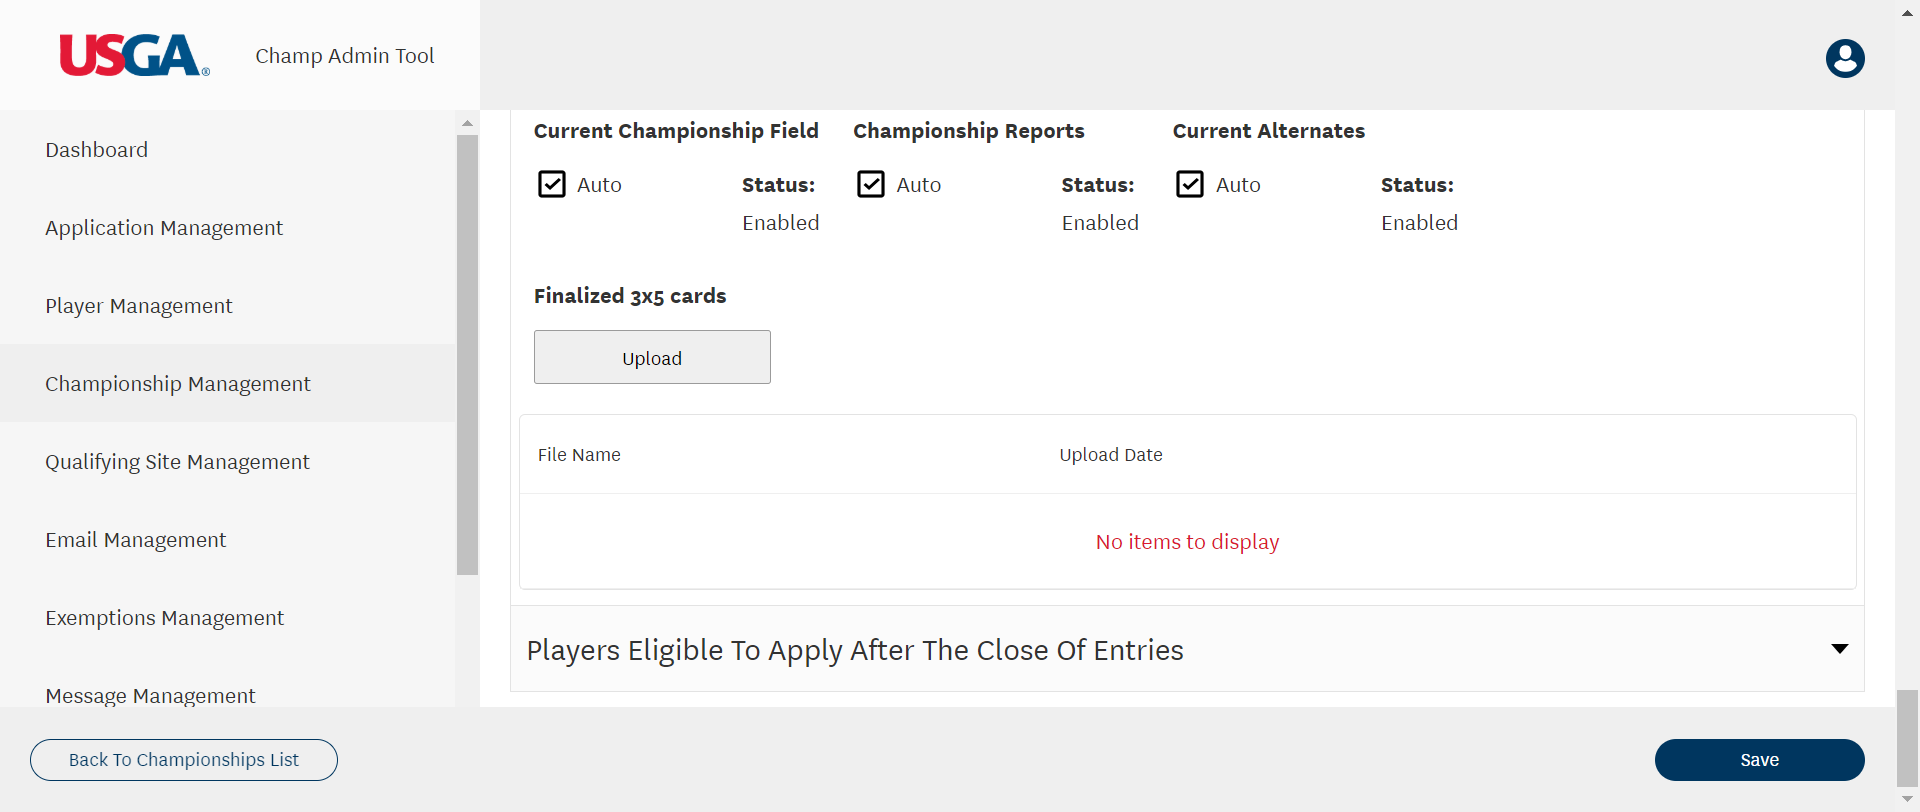 USGA®
Champ Admin Tool
Dashboard
Application Management
Player Management
Championship Management
Qualifying Site Management
Email Management
Exemptions Management
Message Management
Current Championship Field
Championship Reports
Current Alternates
Auto
Status:
Enabled
Auto
Status:
Enabled
Auto
Status:
Enabled
Finalized 3x5 cards
Upload
File Name
Upload Date
No items to display
Players Eligible To Apply After The Close Of Entries
Back To Championships List
Save